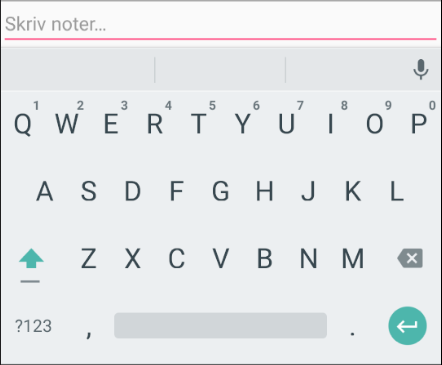 Skriv noter...
1 2 3 4 5 6 7 8 9 0
Q W E R T Y U I O P
A S D F G H J K L
Z X C V B N M
?123 , .